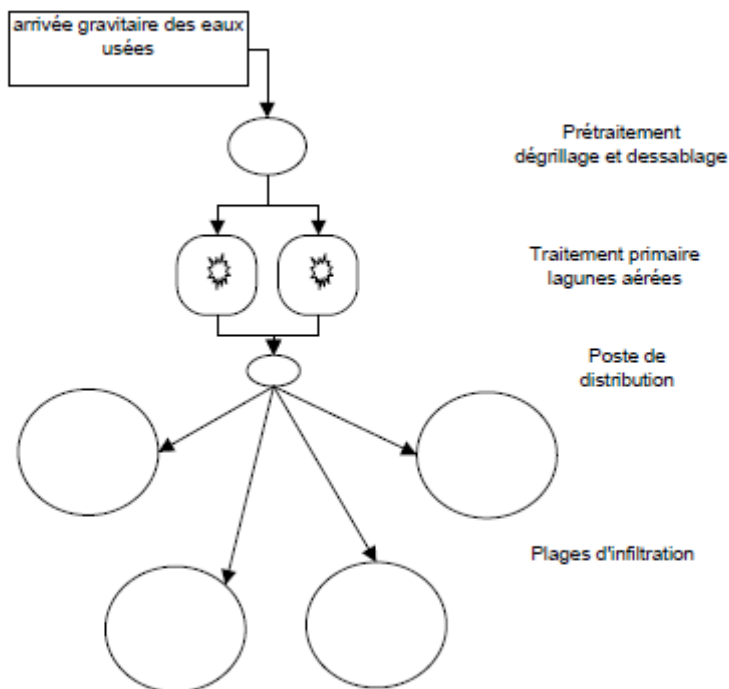 arrivée gravitaire des eaux
usées
Prétraitement
dégrillage et dessablage
Traitement primaire
lagunes aérées
Poste de
distribution
Plages d'infiltration